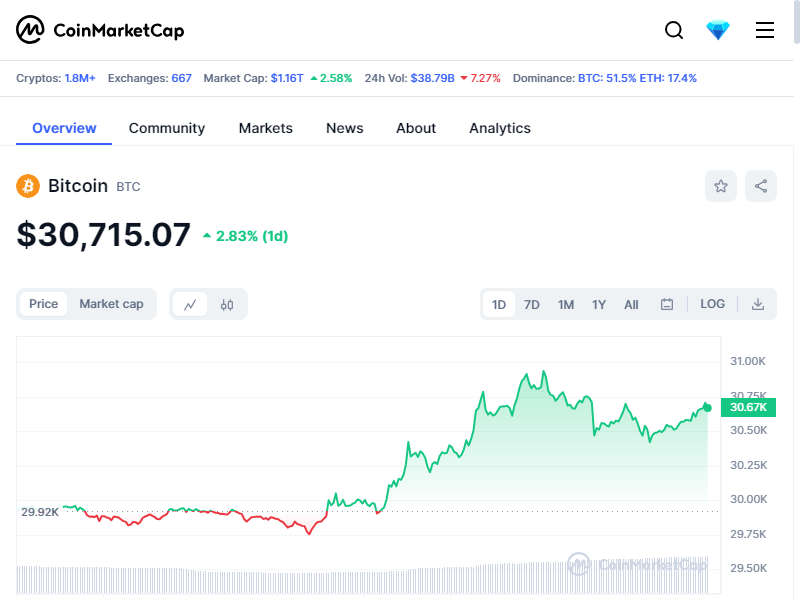 CoinMarketCap
Cryptos: 1.8M+ Exchanges: 667 Market Cap: $1.16T 2.58% 24h Vol: $38.79B 7.27% Dominance: BTC: 51.5% ETH: 17.4%
Overview Community Markets News About Analytics
Bitcoin BTC
$30,715.07 2.83% (1d)
Price Market cap 1D 7D 1M 1Y All LOG
31.00K
30.75K
30.67K
30.50K
30.25K
30.00K
29.92K
29.75K
29.50K
CoinMarketCap